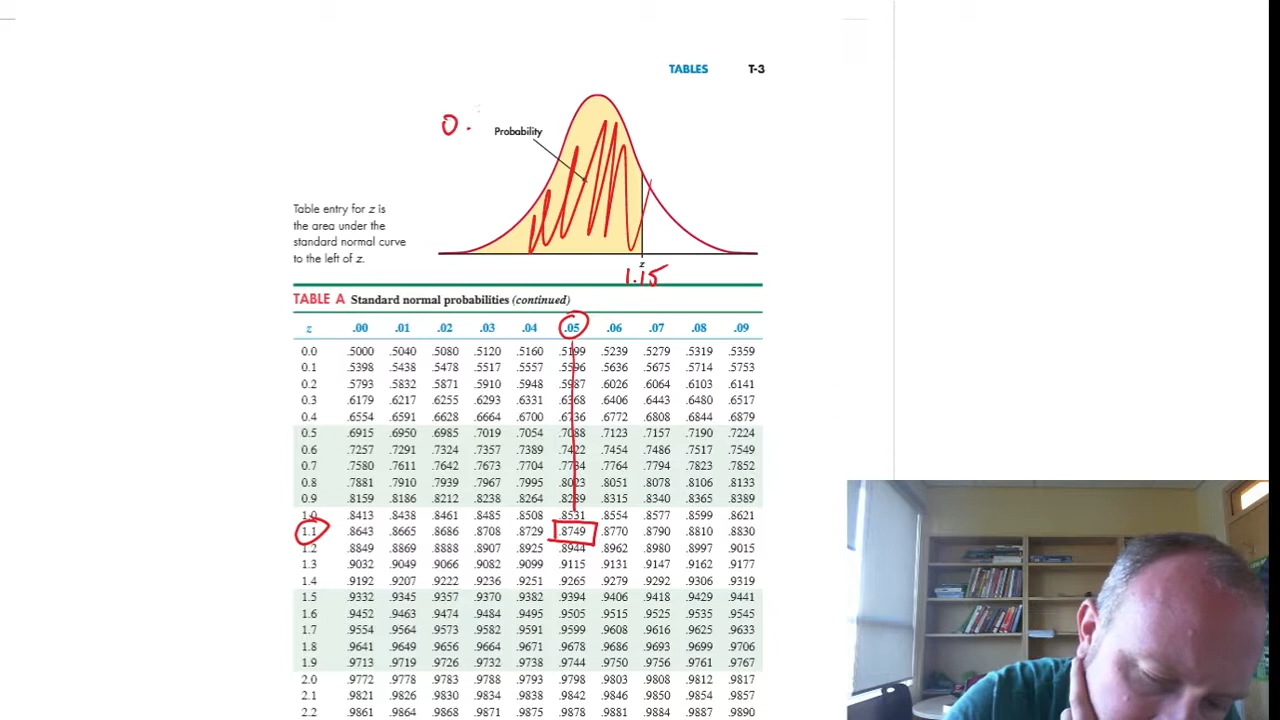 TABLES T-3
0.
Probability
Table entry for z is
the area under the
standard normal curve
to the left of z.
z
1.15
TABLE A Standard normal probabilities (continued)
z .00 .01 .02 .03 .04 .05 .06 .07 .08 .09
0.0 .5000 .5040 .5080 .5120 .5160 .5199 .5239 .5279 .5319 .5359
0.1 .5398 .5438 .5478 .5517 .5557 .5596 .5636 .5675 .5714 .5753
0.2 .5793 .5832 .5871 .5910 .5948 .5987 .6026 .6064 .6103 .6141
0.3 .6179 .6217 .6255 .6293 .6331 .6368 .6406 .6443 .6480 .6517
0.4 .6554 .6591 .6628 .6664 .6700 .6736 .6772 .6808 .6844 .6879
0.5 .6915 .6950 .6985 .7019 .7054 .7088 .7123 .7157 .7190 .7224
0.6 .7257 .7291 .7324 .7357 .7389 .7422 .7454 .7486 .7517 .7549
0.7 .7580 .7611 .7642 .7673 .7704 .7734 .7764 .7794 .7823 .7852
0.8 .7881 .7910 .7939 .7967 .7995 .8023 .8051 .8078 .8106 .8133
0.9 .8159 .8186 .8212 .8238 .8264 .8289 .8315 .8340 .8365 .8389
1.0 .8413 .8438 .8461 .8485 .8508 .8531 .8554 .8577 .8599 .8621
1.1 .8643 .8665 .8686 .8708 .8729 .8749 .8770 .8790 .8810 .8830
1.2 .8849 .8869 .8888 .8907 .8925 .8944 .8962 .8980 .8997 .9015
1.3 .9032 .9049 .9066 .9082 .9099 .9115 .9131 .9147 .9162 .9177
1.4 .9192 .9207 .9222 .9236 .9251 .9265 .9279 .9292 .9306 .9319
1.5 .9332 .9345 .9357 .9370 .9382 .9394 .9406 .9418 .9429 .9441
1.6 .9452 .9463 .9474 .9484 .9495 .9505 .9515 .9525 .9535 .9545
1.7 .9554 .9564 .9573 .9582 .9591 .9599 .9608 .9616 .9625 .9633
1.8 .9641 .9649 .9656 .9664 .9671 .9678 .9686 .9693 .9699 .9706
1.9 .9713 .9719 .9726 .9732 .9738 .9744 .9750 .9756 .9761 .9767
2.0 .9772 .9778 .9783 .9788 .9793 .9798 .9803 .9808 .9812 .9817
2.1 .9821 .9826 .9830 .9834 .9838 .9842 .9846 .9850 .9854 .9857
2.2 .9861 .9864 .9868 .9871 .9875 .9878 .9881 .9884 .9887 .9890